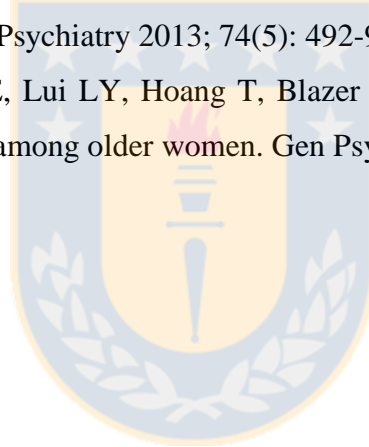 Psychiatry 2013; 74(5): 492-9
, Lui LY, Hoang T, Blazer
among older women. Gen Psy